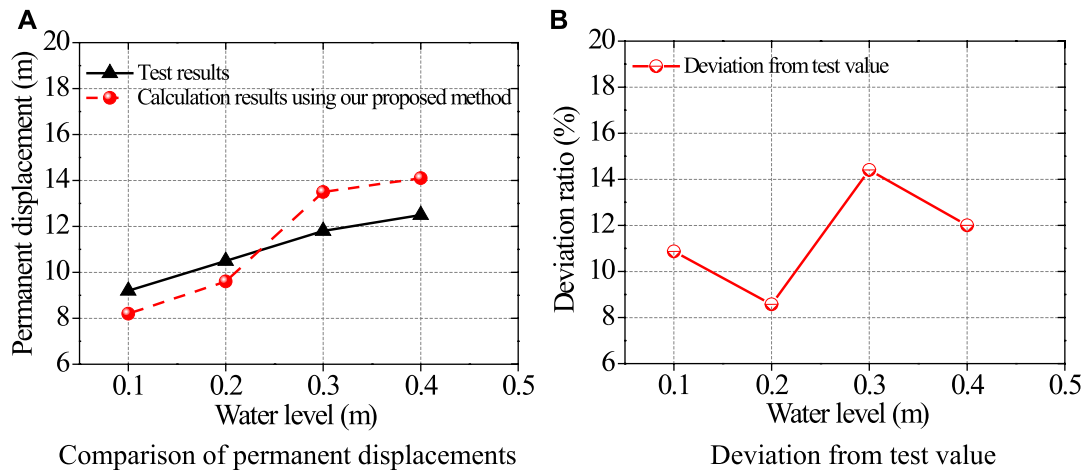 A
Permanent displacement (m)
20
18
16
14
12
10
8
6
Test results
Calculation results using our proposed method
0.1 0.2 0.3 0.4 0.5
Water level (m)
Comparison of permanent displacements
B
Deviation ratio (%)
20
18
16
14
12
10
8
6
Deviation from test value
0.1 0.2 0.3 0.4 0.5
Water level (m)
Deviation from test value